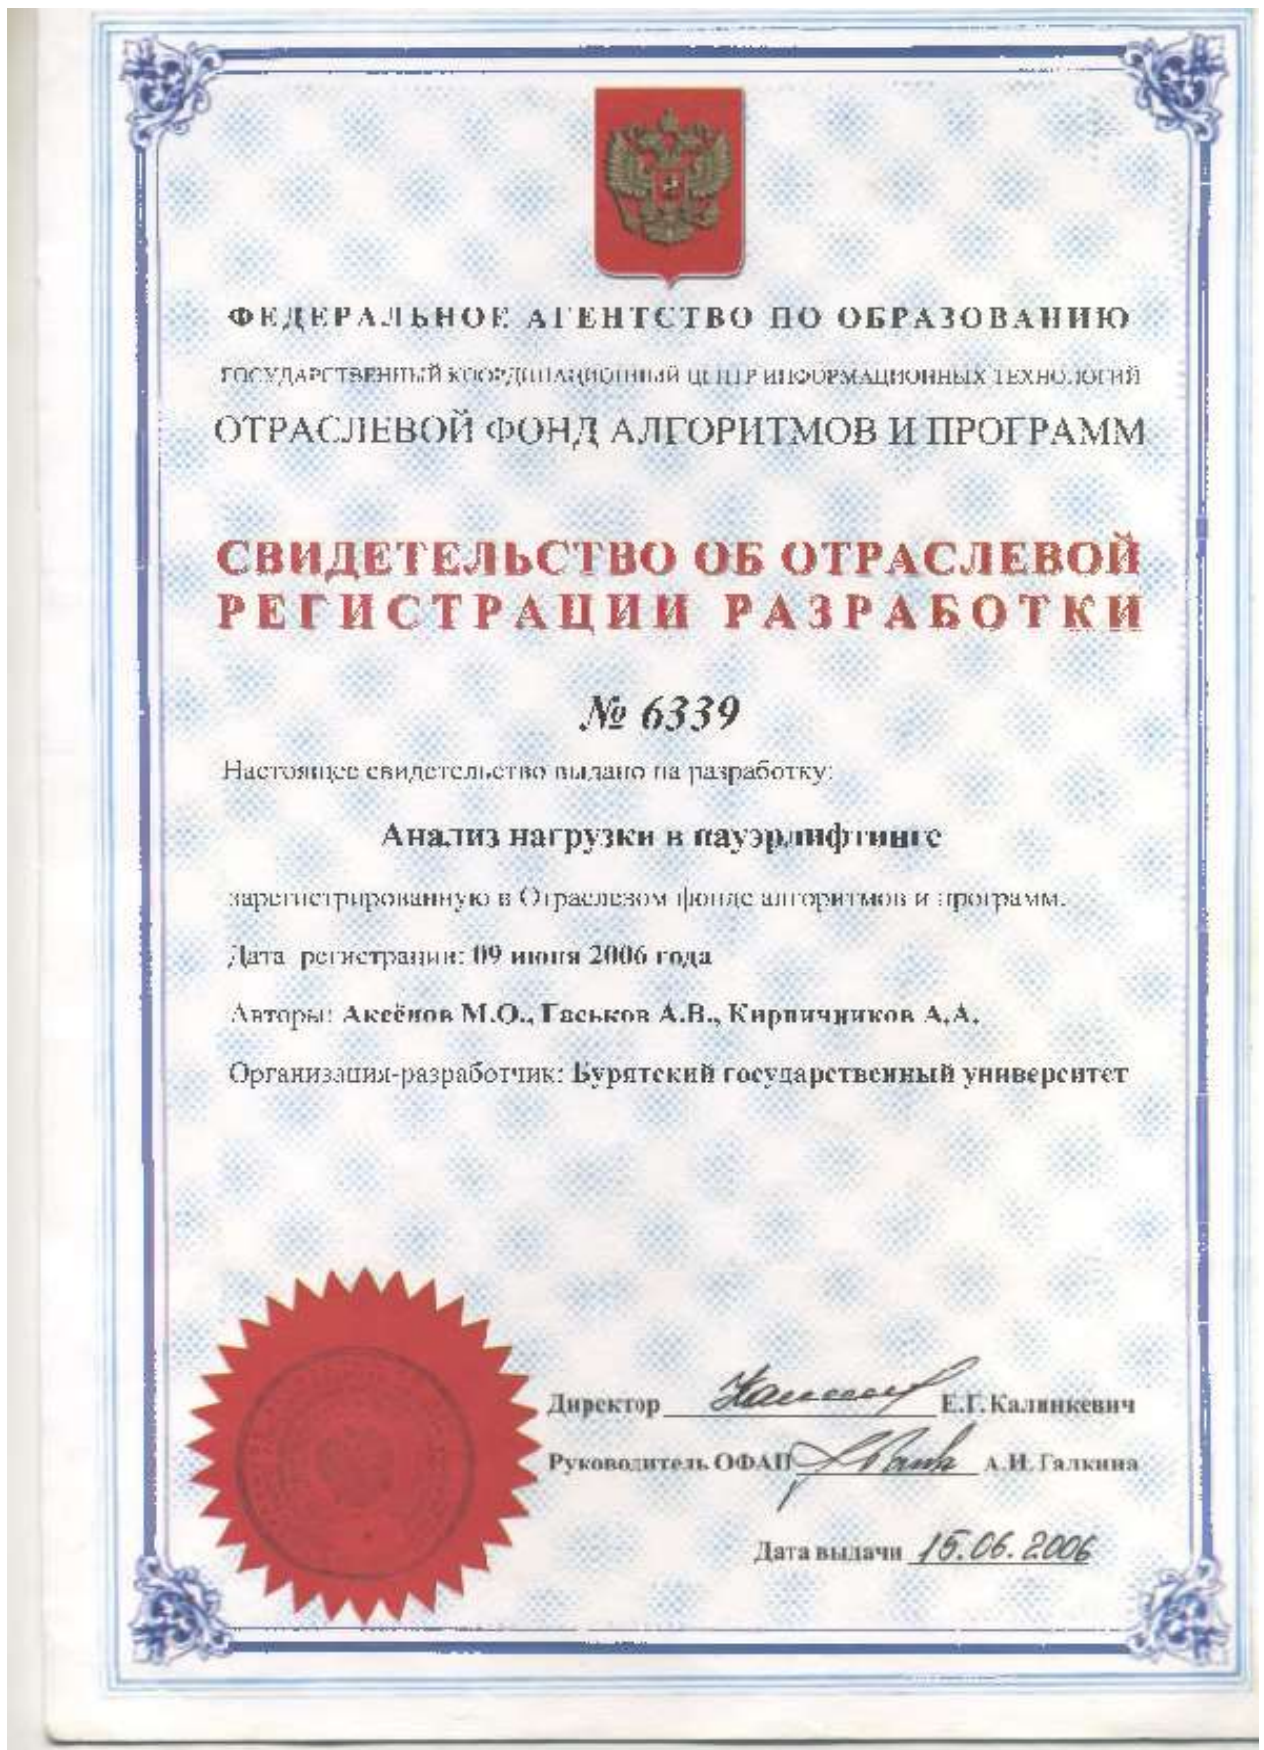 ФЕДЕРАЛЬНОЕ АГЕНТСТВО ПО ОБРАЗОВАНИЮ
ГОСУДАРСТВЕННЫЙ КООРДИНАЦИОННЫЙ ЦЕНТР ИНФОРМАЦИОННЫХ ТЕХНОЛОГИЙ
ОТРАСЛЕВОЙ ФОНД АЛГОРИТМОВ И ПРОГРАММ
СВИДЕТЕЛЬСТВО ОБ ОТРАСЛЕВОЙ
РЕГИСТРАЦИИ РАЗРАБОТКИ
№ 6339
Настоящее свидетельство выдано на разработку:
Анализ нагрузки в пауэрлифтинге
зарегистрированную в Отраслевом фонде алгоритмов и программ.
Дата регистрации: 09 июня 2006 года
Авторы: Аксёнов М.О., Гаськов А.В., Кирпичников А.А.
Организация-разработчик: Бурятский государственный университет
Директор Е.Г. Калинкевич
Руководитель ОФАП А.И. Галкина
Дата выдачи 15.06.2006